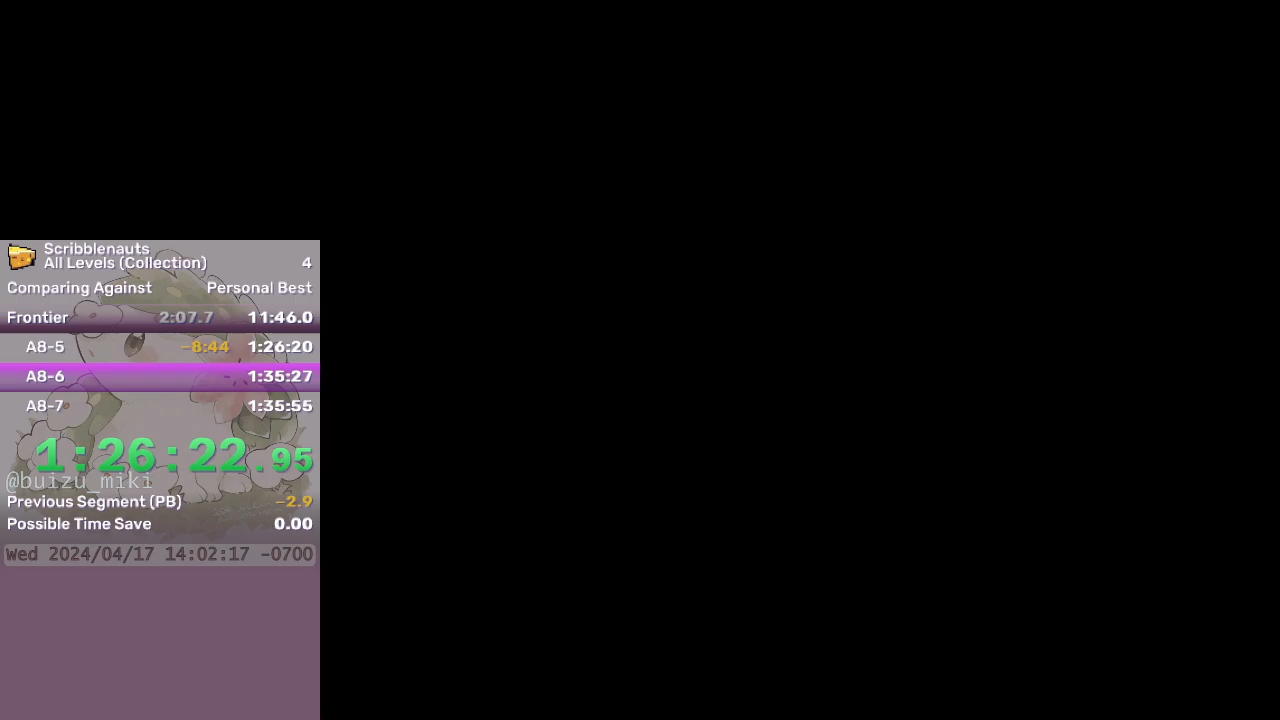 Scribblenauts
All Levels (Collection) 4
Comparing Against Personal Best
Frontier 2:07.7 11:46.0
A8-5 −8:44 1:26:20
A8-6 1:35:27
A8-7 1:35:55
1:26:22.95
@buizu_miki
Previous Segment (PB) −2.9
Possible Time Save 0.00
Wed 2024/04/17 14:02:17 -0700